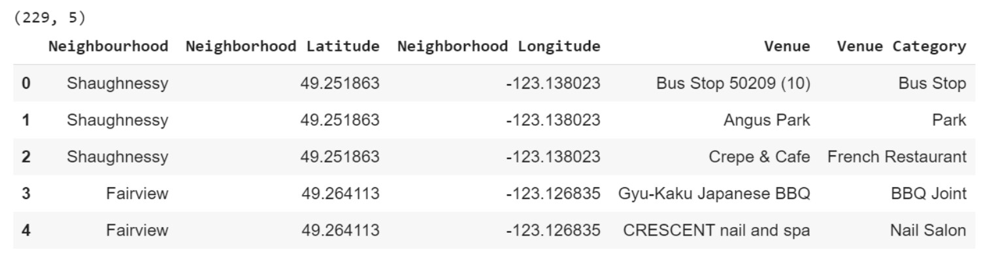 (229, 5)
Neighbourhood Neighborhood Latitude Neighborhood Longitude Venue Venue Category
0 Shaughnessy 49.251863 -123.138023 Bus Stop 50209 (10) Bus Stop
1 Shaughnessy 49.251863 -123.138023 Angus Park Park
2 Shaughnessy 49.251863 -123.138023 Crepe & Cafe French Restaurant
3 Fairview 49.264113 -123.126835 Gyu-Kaku Japanese BBQ BBQ Joint
4 Fairview 49.264113 -123.126835 CRESCENT nail and spa Nail Salon